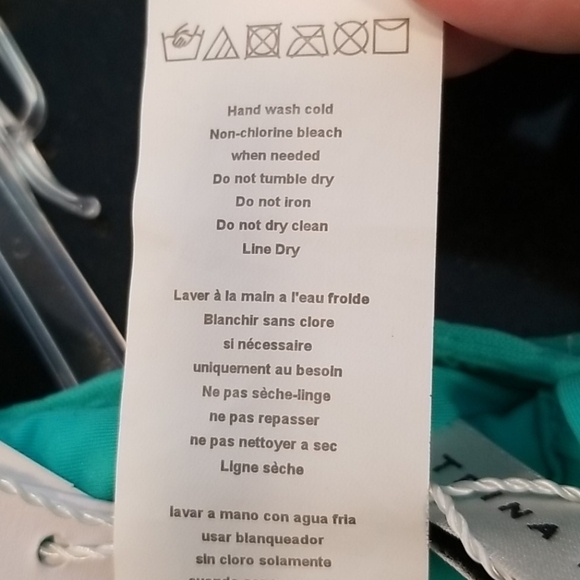 Hand wash cold
Non-chlorine bleach
when needed
Do not tumble dry
Do not iron
Do not dry clean
Line Dry
Laver à la main a l'eau froide
Blanchir sans clore
si nécessaire
uniquement au besoin
Ne pas sèche-linge
ne pas repasser
ne pas nettoyer a sec
Ligne sèche
lavar a mano con agua fria
usar blanqueador
sin cloro solamente
TRINA